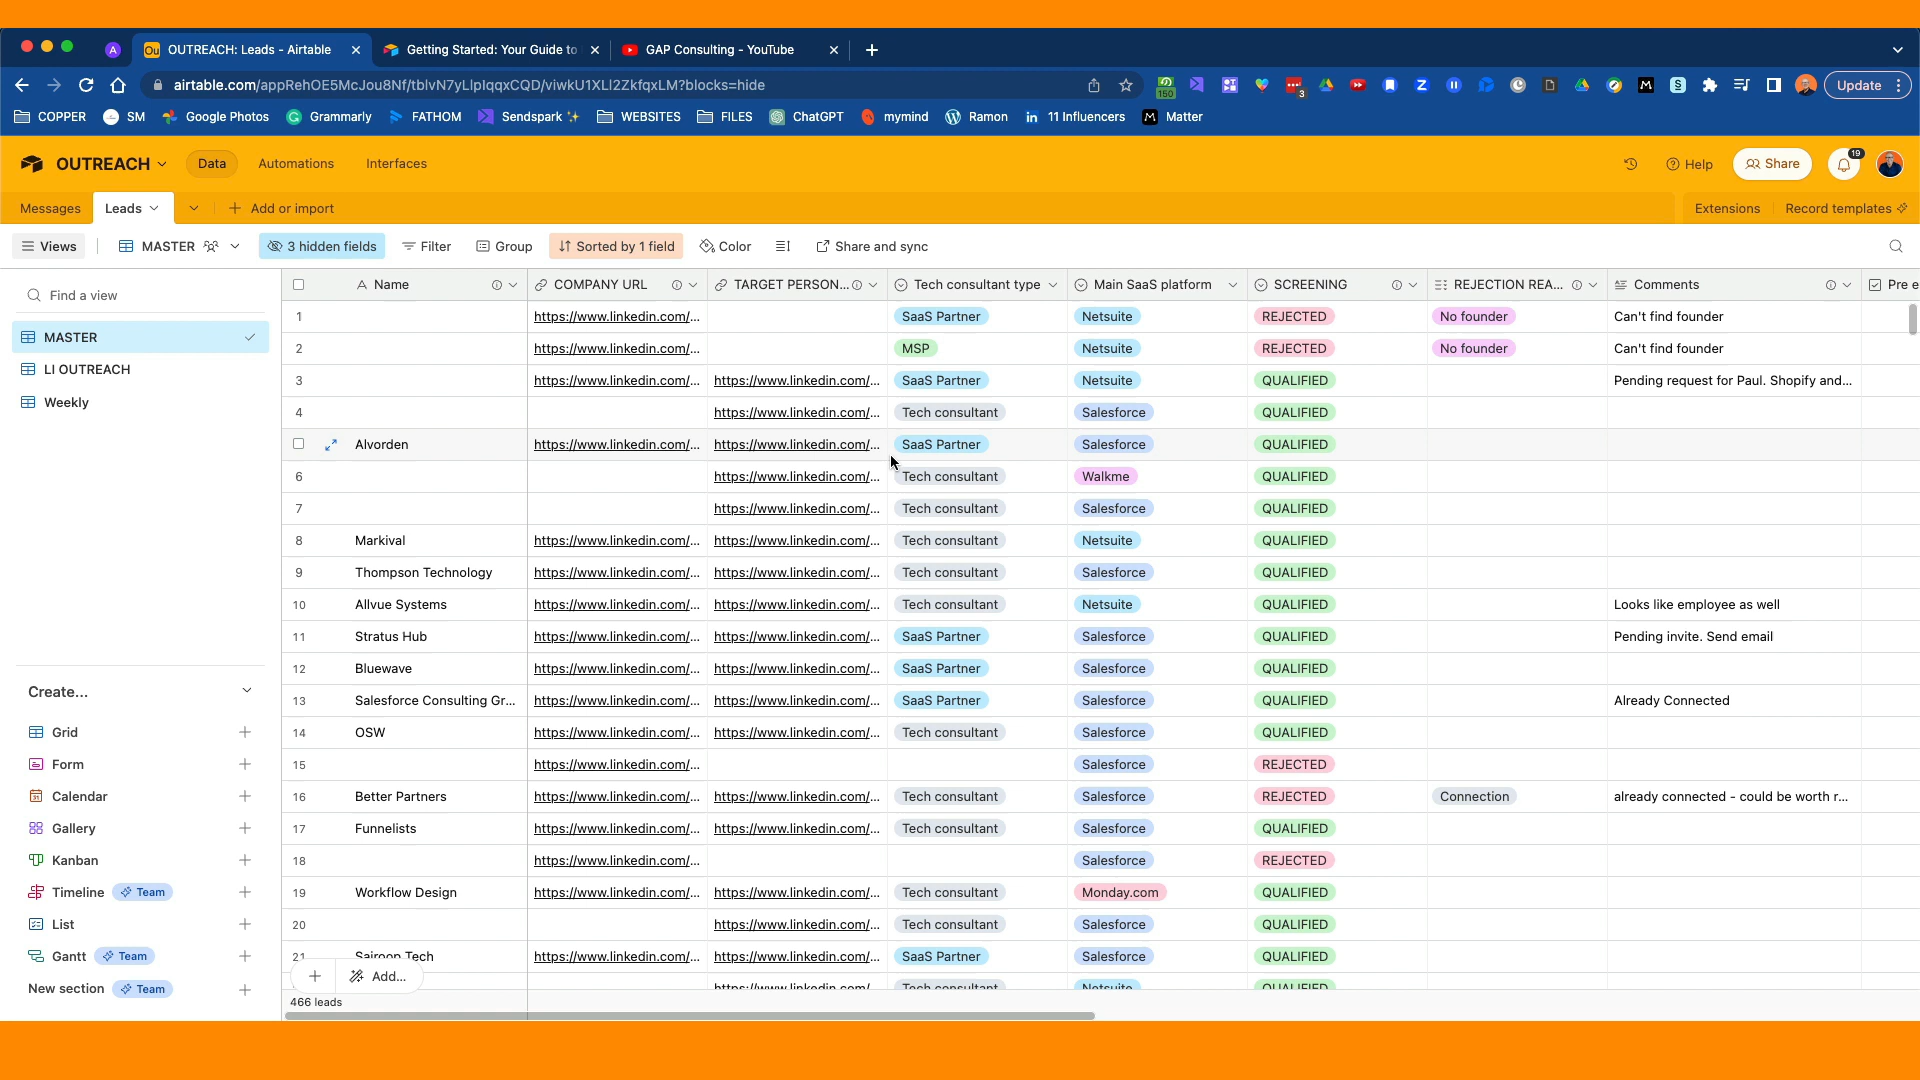 OUTREACH: Leads - Airtable
Getting Started: Your Guide to
GAP Consulting - YouTube
airtable.com/appRehOE5McJou8Nf/tblvN7yLlpIqqxCQD/viwkU1XLl2ZkfqxLM?blocks=hide
150
3
Update
COPPER SM Google Photos Grammarly FATHOM Sendspark WEBSITES FILES ChatGPT mymind Ramon 11 Influencers Matter
OUTREACH Data Automations Interfaces Help Share 19
Messages Leads Add or import Extensions Record templates
Views MASTER 3 hidden fields Filter Group Sorted by 1 field Color Share and sync
Find a view
MASTER
LI OUTREACH
Weekly
Create...
Grid
Form
Calendar
Gallery
Kanban
Timeline Team
List
Gantt Team
New section Team
Name COMPANY URL TARGET PERSON... Tech consultant type Main SaaS platform SCREENING REJECTION REA... Comments Pre e
1 https://www.linkedin.com/... SaaS Partner Netsuite REJECTED No founder Can't find founder
2 https://www.linkedin.com/... MSP Netsuite REJECTED No founder Can't find founder
3 https://www.linkedin.com/... https://www.linkedin.com/... SaaS Partner Netsuite QUALIFIED Pending request for Paul. Shopify and...
4 https://www.linkedin.com/... Tech consultant Salesforce QUALIFIED
Alvorden https://www.linkedin.com/... https://www.linkedin.com/... SaaS Partner Salesforce QUALIFIED
6 https://www.linkedin.com/... Tech consultant Walkme QUALIFIED
7 https://www.linkedin.com/... Tech consultant Salesforce QUALIFIED
8 Markival https://www.linkedin.com/... https://www.linkedin.com/... Tech consultant Netsuite QUALIFIED
9 Thompson Technology https://www.linkedin.com/... https://www.linkedin.com/... Tech consultant Salesforce QUALIFIED
10 Allvue Systems https://www.linkedin.com/... https://www.linkedin.com/... Tech consultant Netsuite QUALIFIED Looks like employee as well
11 Stratus Hub https://www.linkedin.com/... https://www.linkedin.com/... SaaS Partner Salesforce QUALIFIED Pending invite. Send email
12 Bluewave https://www.linkedin.com/... https://www.linkedin.com/... SaaS Partner Salesforce QUALIFIED
13 Salesforce Consulting Gr... https://www.linkedin.com/... https://www.linkedin.com/... SaaS Partner Salesforce QUALIFIED Already Connected
14 OSW https://www.linkedin.com/... https://www.linkedin.com/... Tech consultant Salesforce QUALIFIED
15 https://www.linkedin.com/... Salesforce REJECTED
16 Better Partners https://www.linkedin.com/... https://www.linkedin.com/... Tech consultant Salesforce REJECTED Connection already connected - could be worth r...
17 Funnelists https://www.linkedin.com/... https://www.linkedin.com/... Tech consultant Salesforce QUALIFIED
18 https://www.linkedin.com/... Salesforce REJECTED
19 Workflow Design https://www.linkedin.com/... https://www.linkedin.com/... Tech consultant Monday.com QUALIFIED
20 https://www.linkedin.com/... Tech consultant Salesforce QUALIFIED
21 Sairoon Tech https://www.linkedin.com/... https://www.linkedin.com/... SaaS Partner Salesforce QUALIFIED
https://www.linkedin.com/... Tech consultant Netsuite QUALIFIED
Add...
466 leads